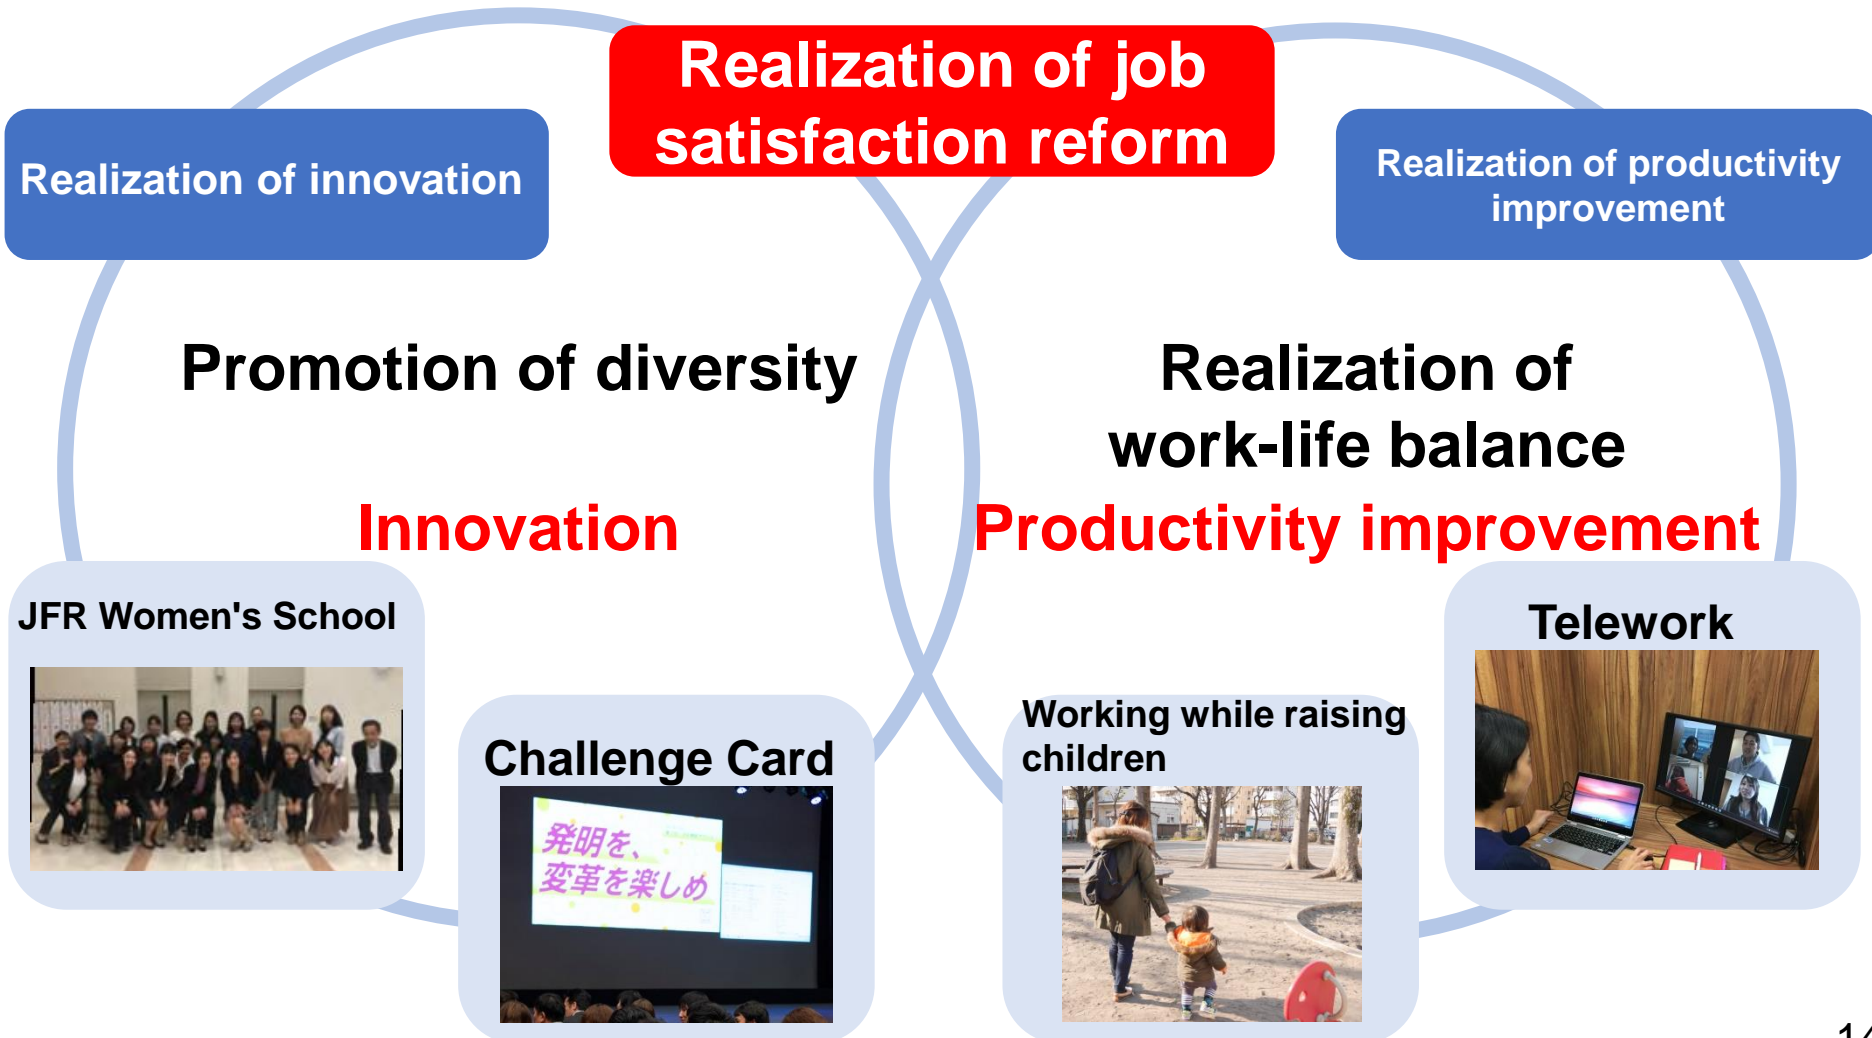 Realization of job
satisfaction reform
Realization of innovation
Realization of productivity
improvement
Promotion of diversity
Innovation
Realization of
work-life balance
Productivity improvement
JFR Women's School
Challenge Card
発明を、
変革を楽しめ
Working while raising
children
Telework